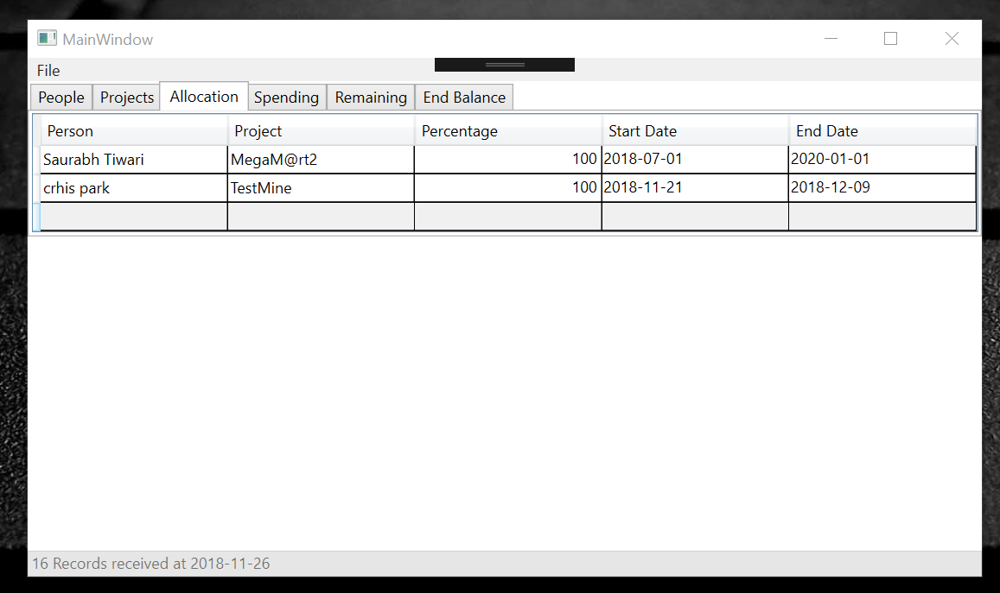 MainWindow
File
People Projects Allocation Spending Remaining End Balance
Person Project Percentage Start Date End Date
Saurabh Tiwari MegaM@rt2 100 2018-07-01 2020-01-01
crhis park TestMine 100 2018-11-21 2018-12-09
16 Records received at 2018-11-26